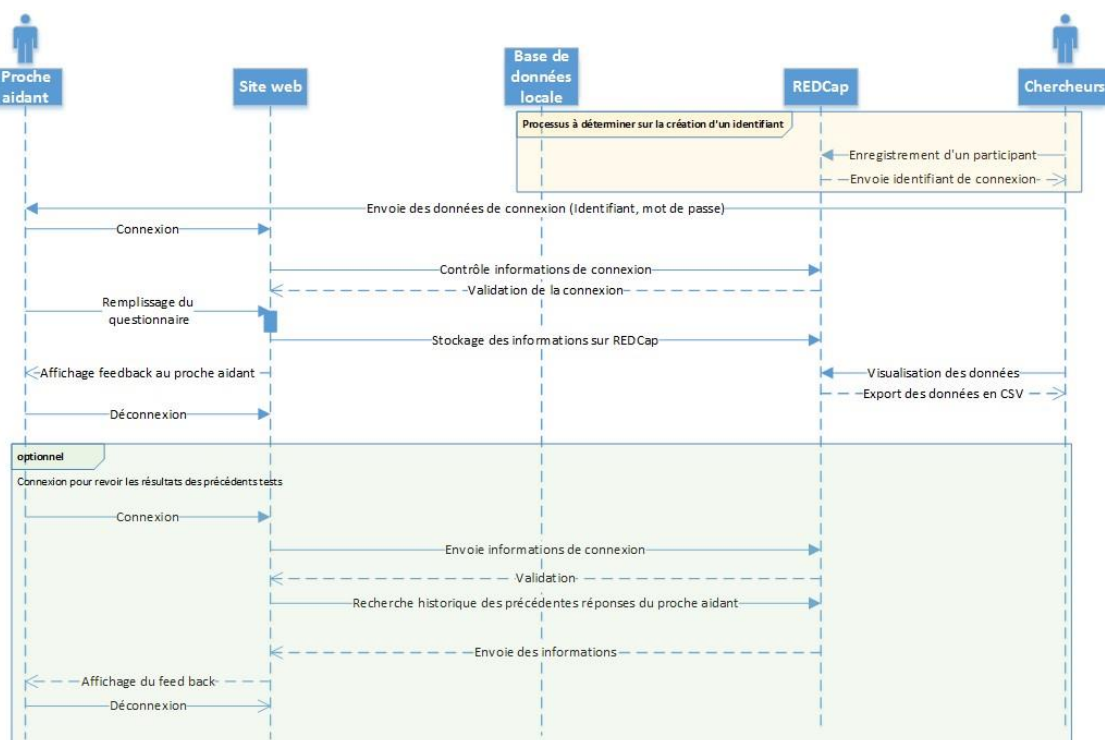 Proche
aidant
Site web
Base de
données
locale
REDCap
Chercheurs
Processus à déterminer sur la création d'un identifiant
Enregistrement d'un participant
Envoie identifiant de connexion
Envoie des données de connexion (Identifiant, mot de passe)
Connexion
Contrôle informations de connexion
Validation de la connexion
Remplissage du
questionnaire
Stockage des informations sur REDCap
Affichage feedback au proche aidant
Visualisation des données
Export des données en CSV
Déconnexion
optionnel
Connexion pour revoir les résultats des précédents tests
Connexion
Envoie informations de connexion
Validation
Recherche historique des précédentes réponses du proche aidant
Envoie des informations
Affichage du feed back
Déconnexion